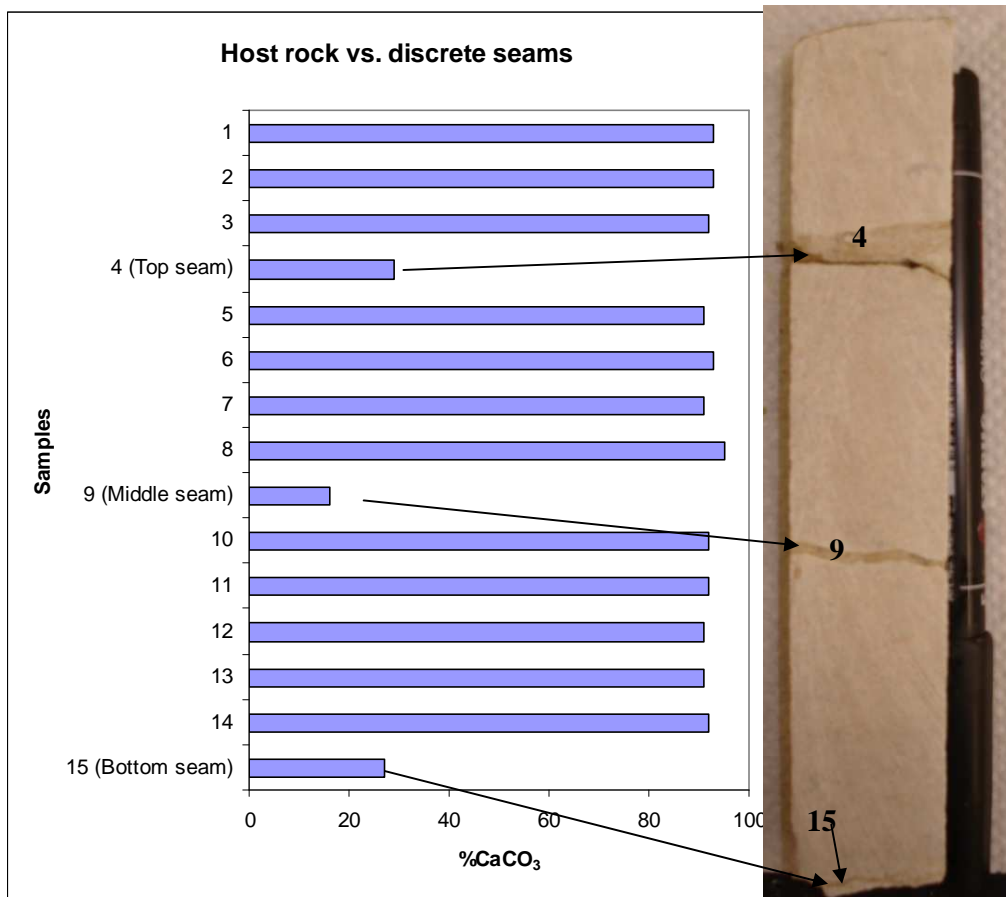 Host rock vs. discrete seams
1
2
3
4 (Top seam)
5
6
7
8
9 (Middle seam)
10
11
12
13
14
15 (Bottom seam)
Samples
0 20 40 60 80 100
%CaCO₃
4
9
15